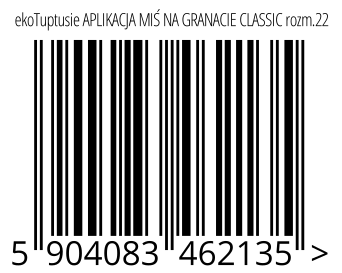 ekoTuptusie APLIKACJA MIŚ NA GRANACIE CLASSIC rozm.22
5 904083 462135 >